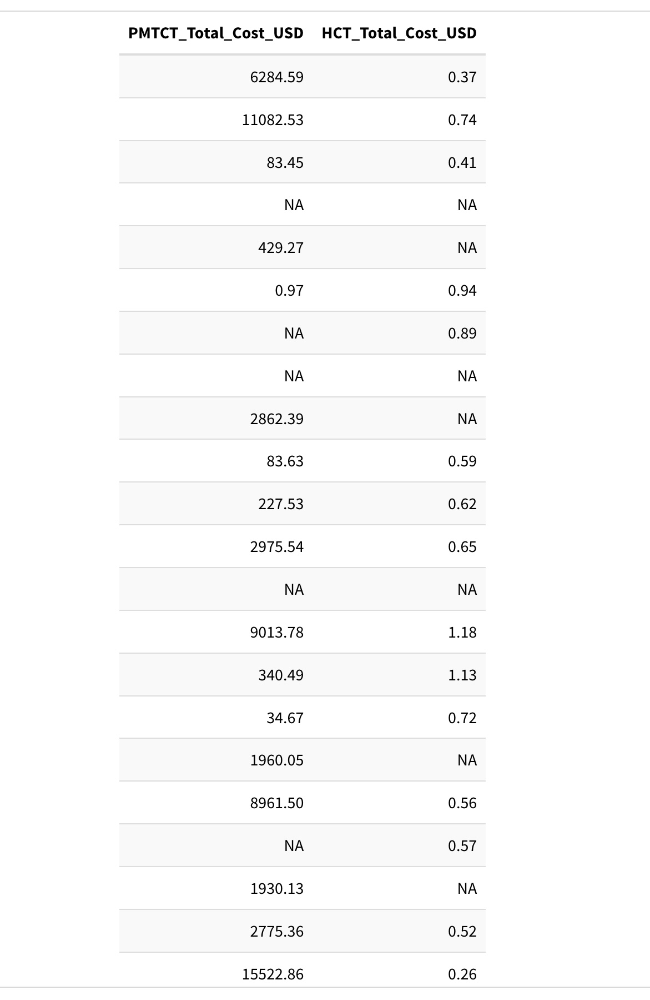 PMTCT_Total_Cost_USD HCT_Total_Cost_USD
6284.59 0.37
11082.53 0.74
83.45 0.41
NA NA
429.27 NA
0.97 0.94
NA 0.89
NA NA
2862.39 NA
83.63 0.59
227.53 0.62
2975.54 0.65
NA NA
9013.78 1.18
340.49 1.13
34.67 0.72
1960.05 NA
8961.50 0.56
NA 0.57
1930.13 NA
2775.36 0.52
15522.86 0.26